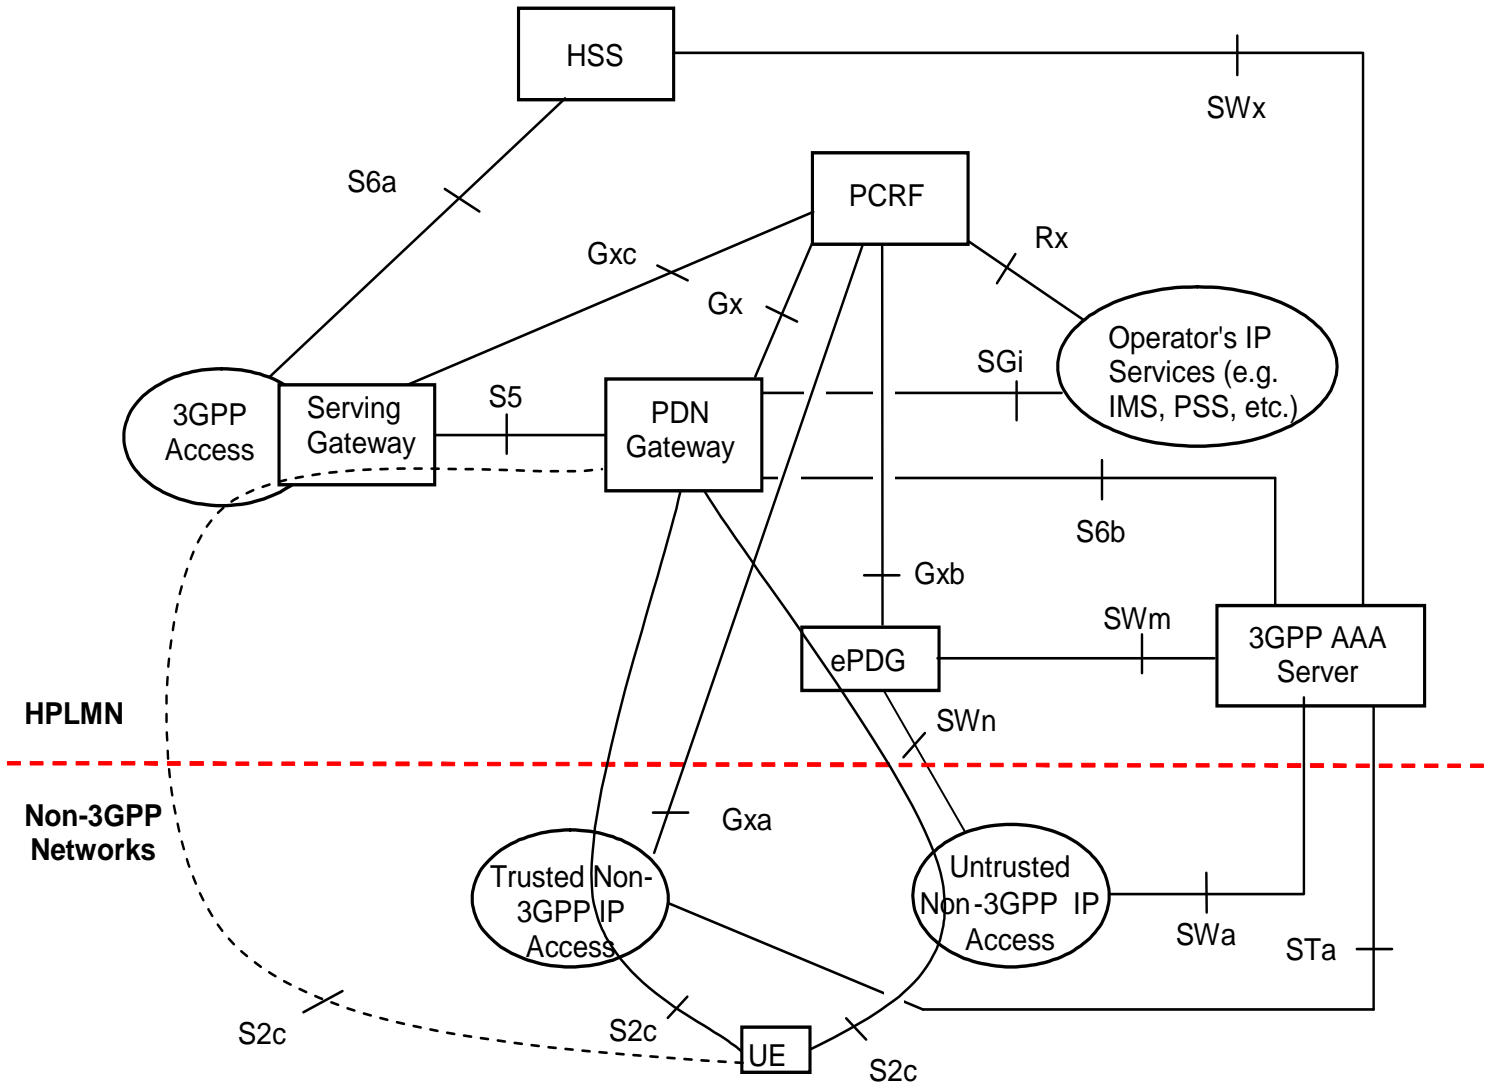 HSS
SWx
S6a
PCRF
Rx
Gxc
Gx
Operator's IP
Services (e.g.
IMS, PSS, etc.)
SGi
3GPP
Access
Serving
Gateway
S5
PDN
Gateway
S6b
Gxb
SWm
3GPP AAA
Server
ePDG
HPLMN
SWn
Non-3GPP
Networks
Gxa
Trusted Non-
3GPP IP
Access
Untrusted
Non-3GPP IP
Access
SWa
STa
S2c
S2c
UE
S2c